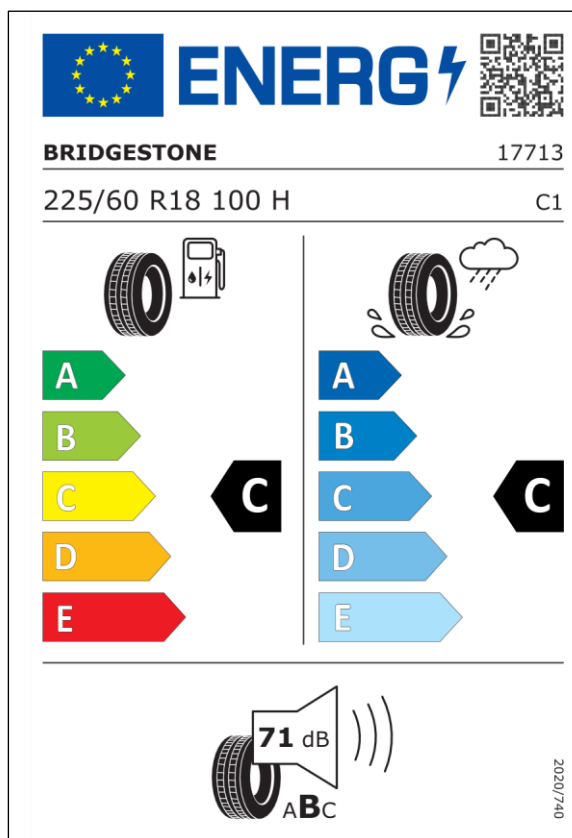 ENERG
BRIDGESTONE 17713
225/60 R18 100 H C1
A A
B B
C C C C
D D
E E
71 dB
ABC
2020/740